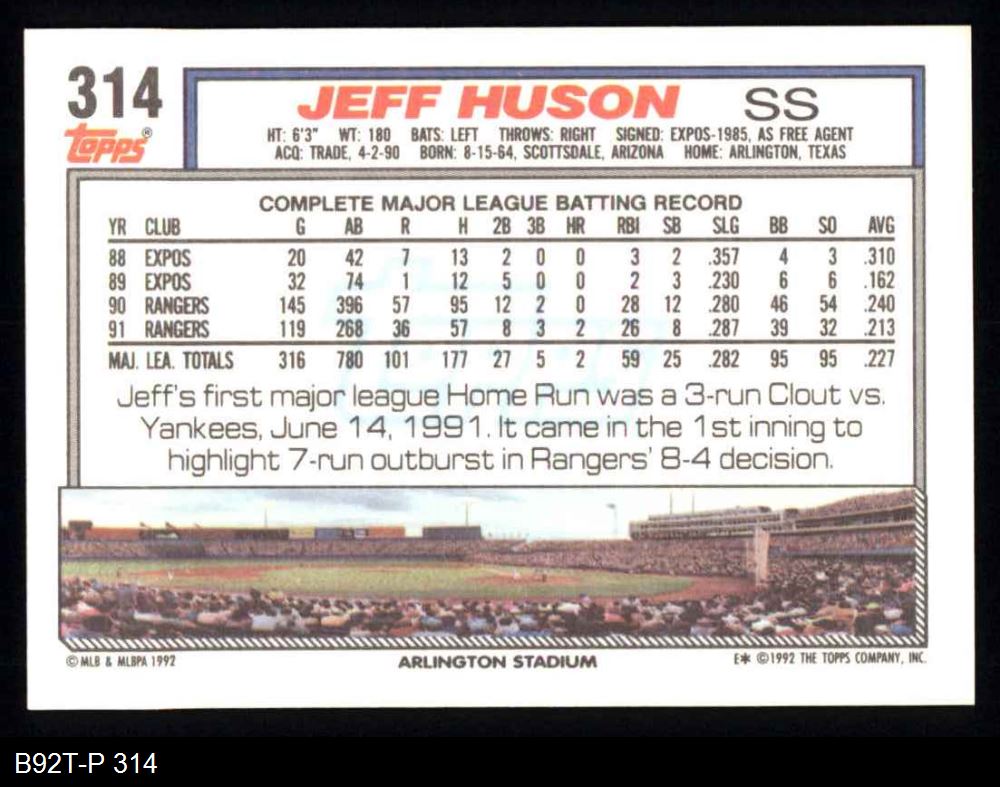 314
JEFF HUSON SS
topps®
HT: 6'3" WT: 180 BATS: LEFT THROWS: RIGHT SIGNED: EXPOS-1985, AS FREE AGENT
ACQ: TRADE, 4-2-90 BORN: 8-15-64, SCOTTSDALE, ARIZONA HOME: ARLINGTON, TEXAS
COMPLETE MAJOR LEAGUE BATTING RECORD
YR CLUB G AB R H 2B 3B HR RBI SB SLG BB SO AVG
88 EXPOS 20 42 7 13 2 0 0 3 2 .357 4 3 .310
89 EXPOS 32 74 1 12 5 0 0 2 3 .230 6 6 .162
90 RANGERS 145 396 57 95 12 2 0 28 12 .280 46 54 .240
91 RANGERS 119 268 36 57 8 3 2 26 8 .287 39 32 .213
MAJ. LEA. TOTALS 316 780 101 177 27 5 2 59 25 .282 95 95 .227
Jeff's first major league Home Run was a 3-run Clout vs.
Yankees, June 14, 1991. It came in the 1st inning to
highlight 7-run outburst in Rangers' 8-4 decision.
© MLB & MLBPA 1992
ARLINGTON STADIUM
E* ©1992 THE TOPPS COMPANY, INC.
B92T-P 314